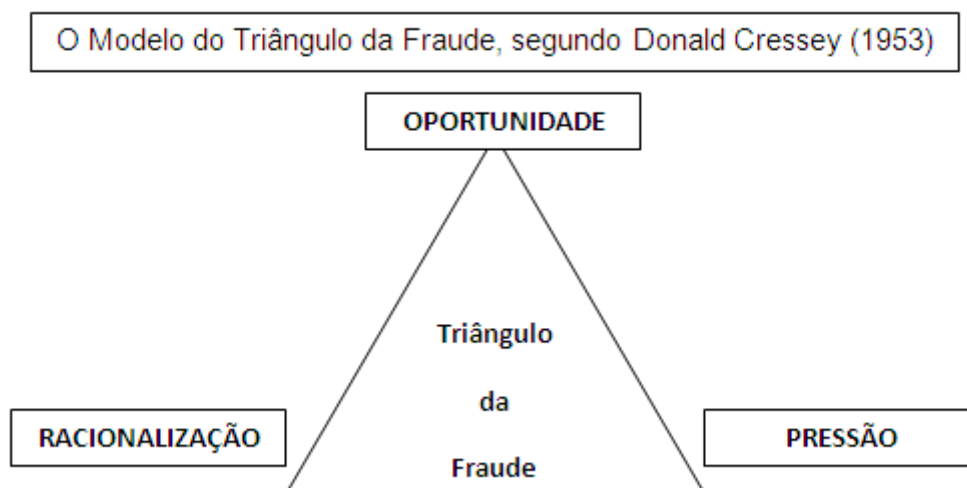 O Modelo do Triângulo da Fraude, segundo Donald Cressey (1953)
OPORTUNIDADE
Triângulo
da
Fraude
RACIONALIZAÇÃO
PRESSÃO